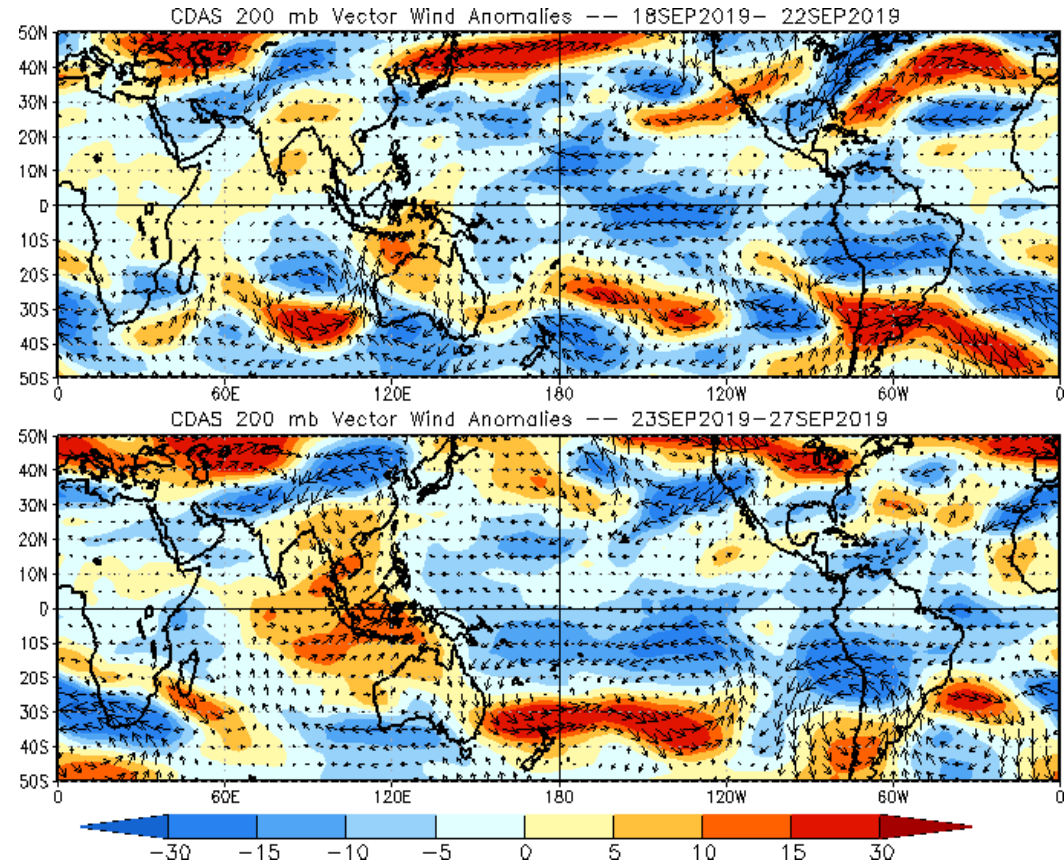 CDAS 200 mb Vector Wind Anomalies -- 18SEP2019- 22SEP2019
50N
40N
30N
20N
10N
0
10S
20S
30S
40S
50S
0 60E 120E 180 120W 60W 0
CDAS 200 mb Vector Wind Anomalies -- 23SEP2019-27SEP2019
50N
40N
30N
20N
10N
0
10S
20S
30S
40S
50S
0 60E 120E 180 120W 60W 0
-30 -15 -10 -5 0 5 10 15 30